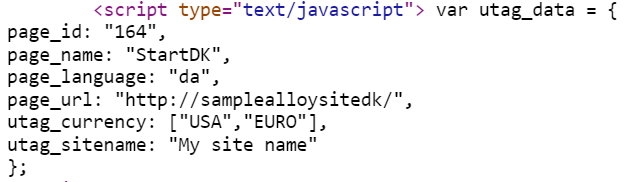 <script type="text/javascript"> var utag_data = {
page_id: "164",
page_name: "StartDK",
page_language: "da",
page_url: "http://samplealloysitedk/",
utag_currency: ["USA","EURO"],
utag_sitename: "My site name"
};